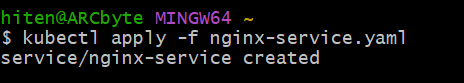 hiten@ARCbyte MINGW64 ~
$ kubectl apply -f nginx-service.yaml
service/nginx-service created